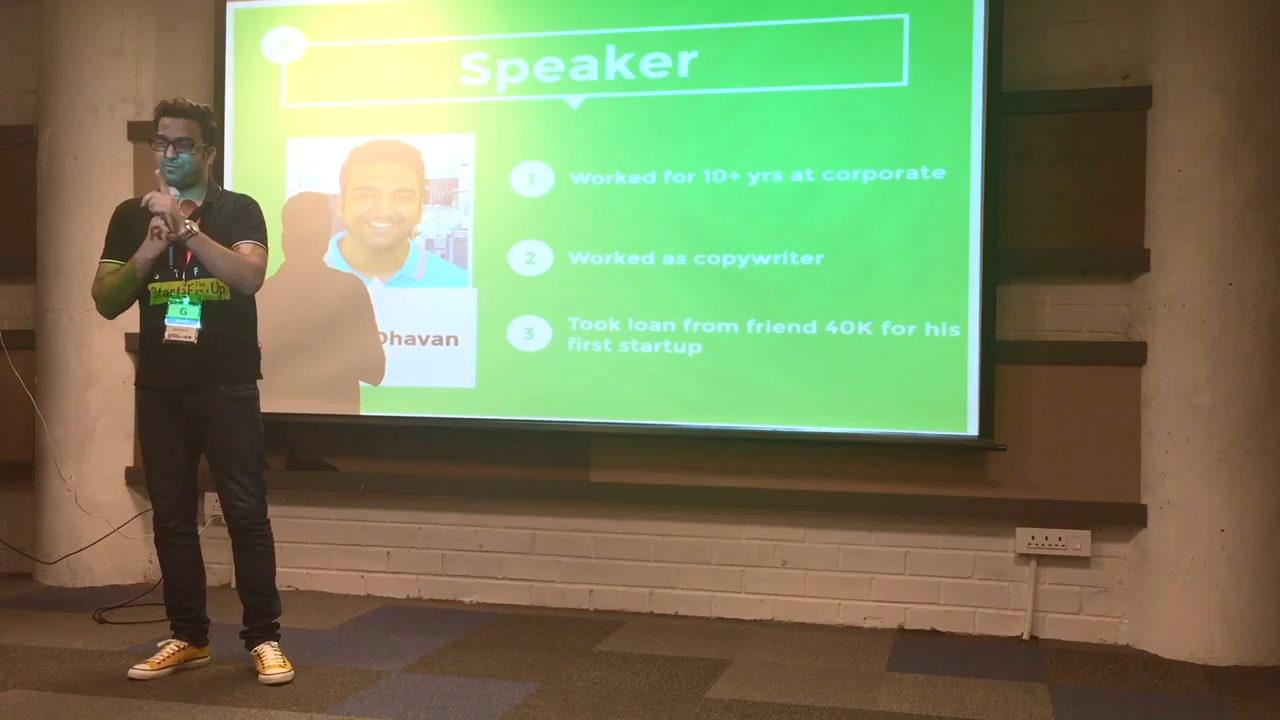 Speaker
1 Worked for 10+ yrs at corporate
2 Worked as copywriter
3 Took loan from friend 40K for his
first startup
Dhavan
G